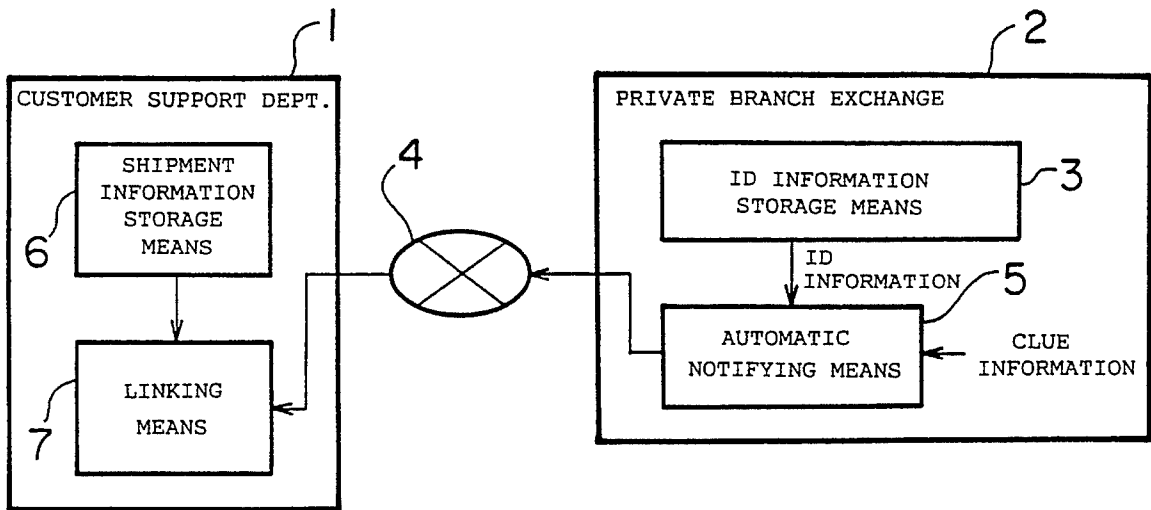 1
CUSTOMER SUPPORT DEPT.
SHIPMENT
INFORMATION
STORAGE
MEANS
6
LINKING
MEANS
7
4
2
PRIVATE BRANCH EXCHANGE
ID INFORMATION
STORAGE MEANS
3
ID
INFORMATION
5
AUTOMATIC
NOTIFYING MEANS
CLUE
INFORMATION